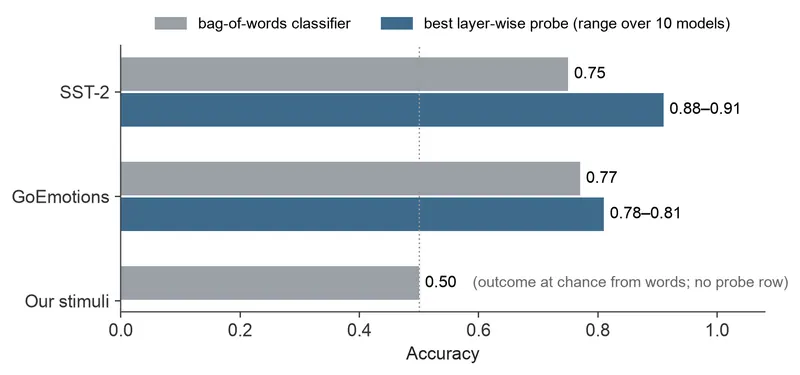 bag-of-words classifier
best layer-wise probe (range over 10 models)
SST-2
0.75
0.88–0.91
GoEmotions
0.77
0.78–0.81
Our stimuli
0.50 (outcome at chance from words; no probe row)
0.0 0.2 0.4 0.6 0.8 1.0
Accuracy